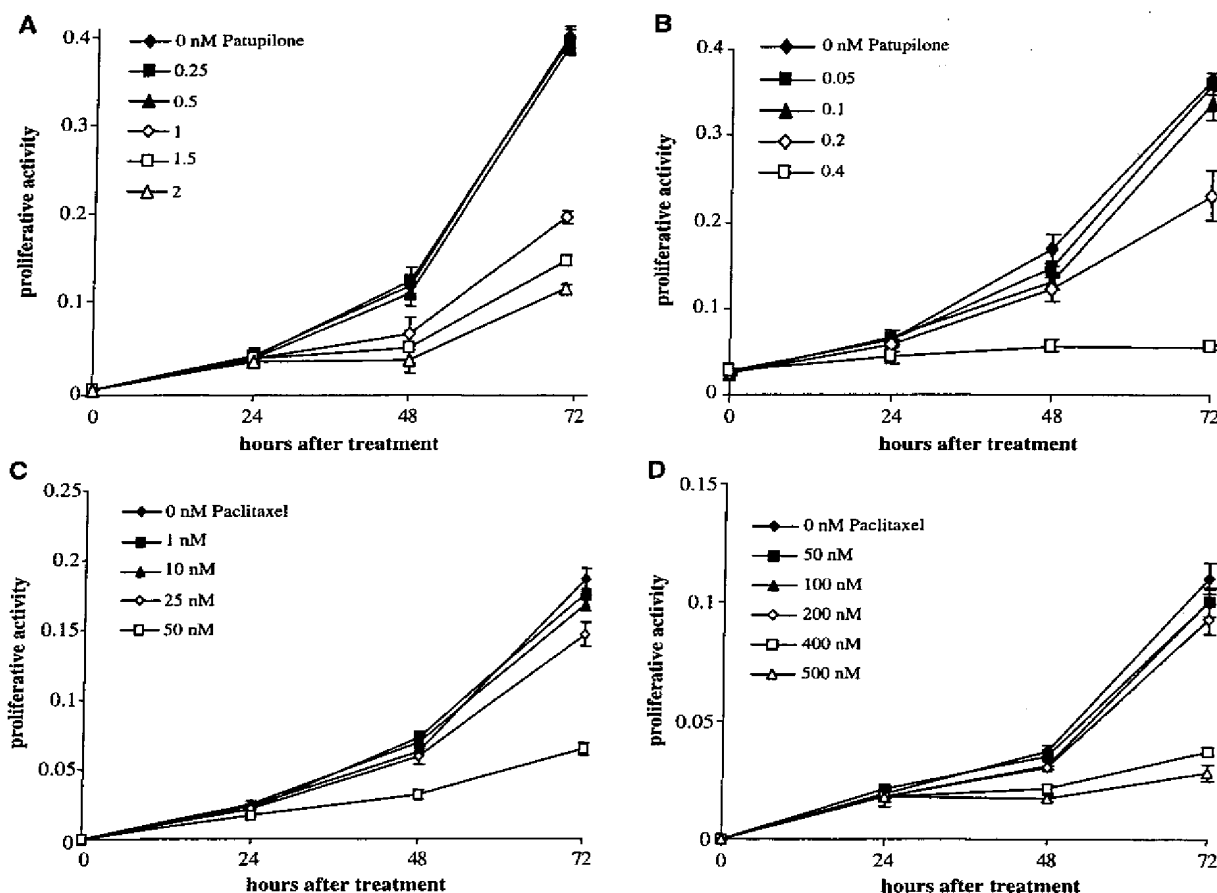 A
0.4
0.3
0.2
0.1
0
proliferative activity
0 nM Patupilone
0.25
0.5
1
1.5
2
0
24
48
72
hours after treatment
B
0.4
0.3
0.2
0.1
0
proliferative activity
0 nM Patupilone
0.05
0.1
0.2
0.4
0
24
48
72
hours after treatment
C
0.25
0.2
0.15
0.1
0.05
0
proliferative activity
0 nM Paclitaxel
1 nM
10 nM
25 nM
50 nM
0
24
48
72
hours after treatment
D
0.15
0.1
0.05
0
proliferative activity
0 nM Paclitaxel
50 nM
100 nM
200 nM
400 nM
500 nM
0
24
48
72
hours after treatment